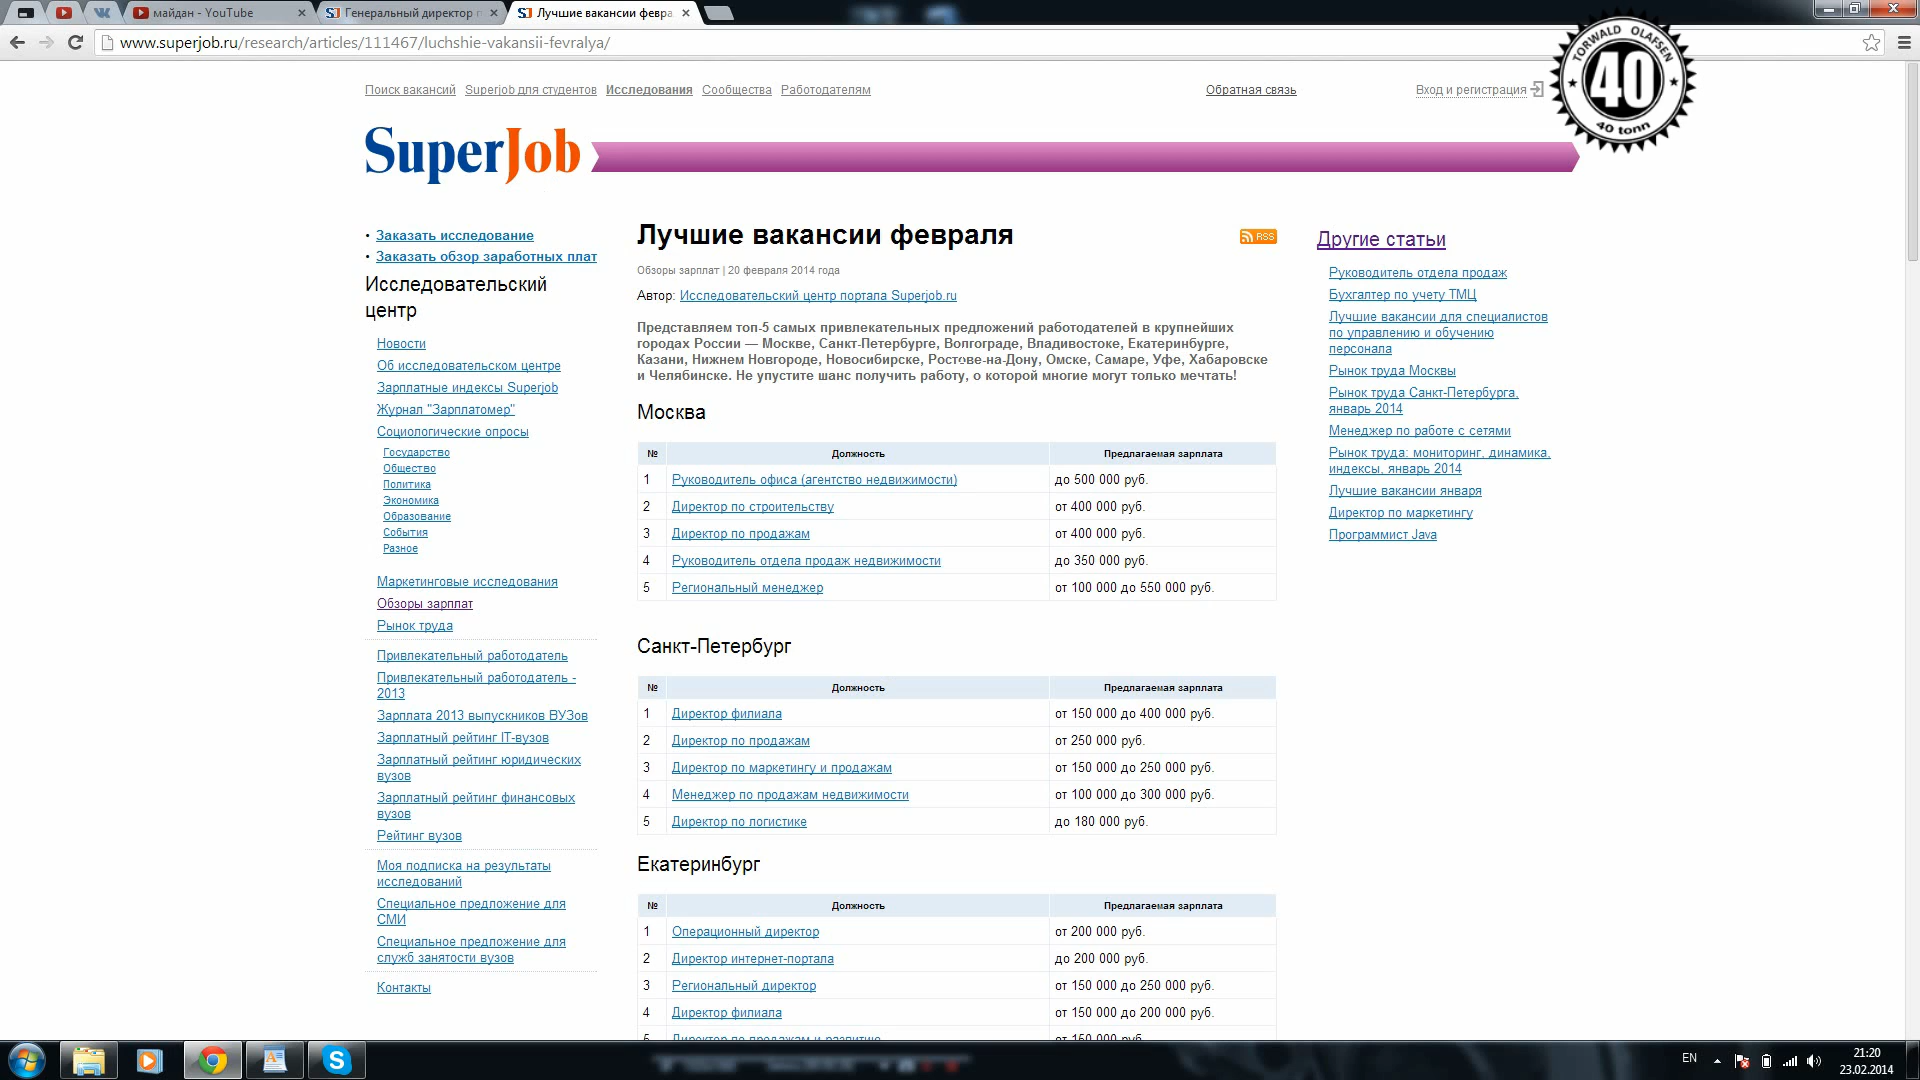 майдан - YouTube
Генеральный директор
Лучшие вакансии февра
www.superjob.ru/research/articles/111467/luchshie-vakansii-fevralya/
TORWALD OLAFSEN
40
40 tonn
Поиск вакансий Superjob для студентов Исследования Сообщества Работодателям Обратная связь Вход и регистрация
SuperJob
• Заказать исследование
• Заказать обзор заработных плат
Исследовательский
центр
Новости
Об исследовательском центре
Зарплатные индексы Superjob
Журнал "Зарплатомер"
Социологические опросы
Государство
Общество
Политика
Экономика
Образование
События
Разное
Маркетинговые исследования
Обзоры зарплат
Рынок труда
Привлекательный работодатель
Привлекательный работодатель -
2013
Зарплата 2013 выпускников ВУЗов
Зарплатный рейтинг IT-вузов
Зарплатный рейтинг юридических
вузов
Зарплатный рейтинг финансовых
вузов
Рейтинг вузов
Моя подписка на результаты
исследований
Специальное предложение для
СМИ
Специальное предложение для
служб занятости вузов
Контакты
Лучшие вакансии февраля
RSS
Обзоры зарплат | 20 февраля 2014 года
Автор: Исследовательский центр портала Superjob.ru
Представляем топ-5 самых привлекательных предложений работодателей в крупнейших
городах России — Москве, Санкт-Петербурге, Волгограде, Владивостоке, Екатеринбурге,
Казани, Нижнем Новгороде, Новосибирске, Ростове-на-Дону, Омске, Самаре, Уфе, Хабаровске
и Челябинске. Не упустите шанс получить работу, о которой многие могут только мечтать!
Москва
№ Должность Предлагаемая зарплата
1 Руководитель офиса (агентство недвижимости) до 500 000 руб.
2 Директор по строительству от 400 000 руб.
3 Директор по продажам от 400 000 руб.
4 Руководитель отдела продаж недвижимости до 350 000 руб.
5 Региональный менеджер от 100 000 до 550 000 руб.
Санкт-Петербург
№ Должность Предлагаемая зарплата
1 Директор филиала от 150 000 до 400 000 руб.
2 Директор по продажам от 250 000 руб.
3 Директор по маркетингу и продажам от 150 000 до 250 000 руб.
4 Менеджер по продажам недвижимости от 100 000 до 300 000 руб.
5 Директор по логистике до 180 000 руб.
Екатеринбург
№ Должность Предлагаемая зарплата
1 Операционный директор от 200 000 руб.
2 Директор интернет-портала до 200 000 руб.
3 Региональный директор от 150 000 до 250 000 руб.
4 Директор филиала от 150 000 до 200 000 руб.
5 Директор по продажам и развитию от 160 000 руб.
Другие статьи
Руководитель отдела продаж
Бухгалтер по учету ТМЦ
Лучшие вакансии для специалистов
по управлению и обучению
персонала
Рынок труда Москвы
Рынок труда Санкт-Петербурга,
январь 2014
Менеджер по работе с сетями
Рынок труда: мониторинг, динамика,
индексы, январь 2014
Лучшие вакансии января
Директор по маркетингу
Программист Java
EN
21:20
23.02.2014